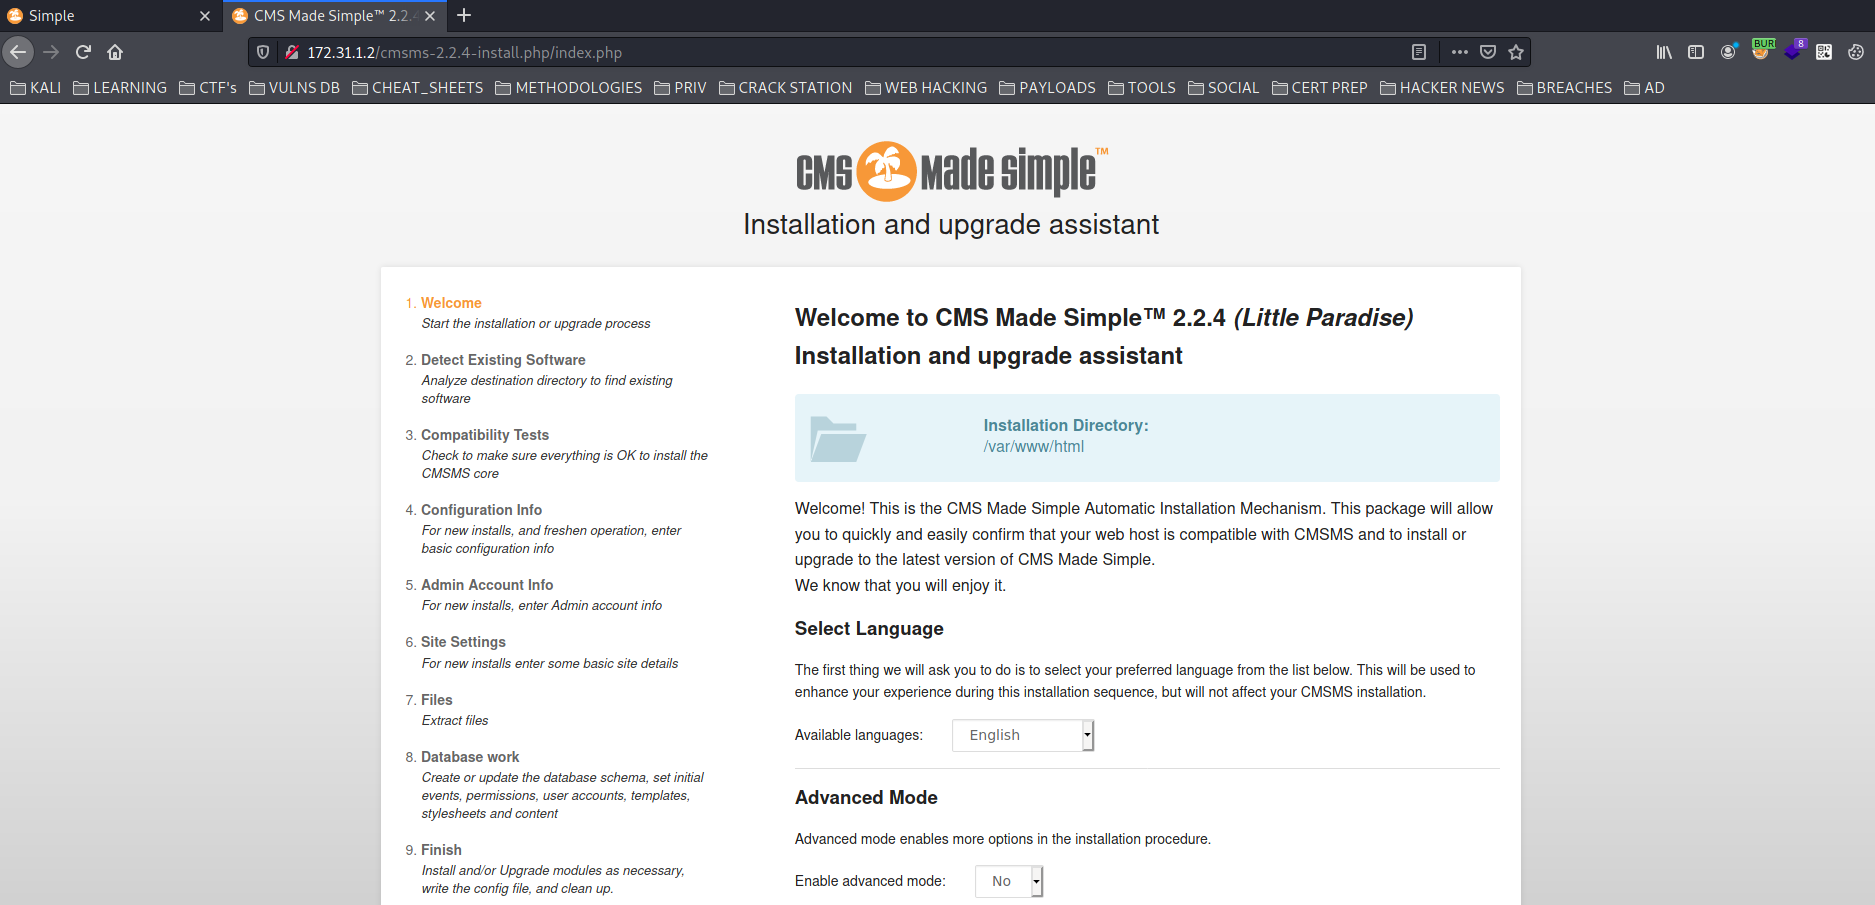 Simple
CMS Made Simple™ 2.2.4
172.31.1.2/cmsms-2.2.4-install.php/index.php
BUR
8
KALI LEARNING CTF's VULNS DB CHEAT_SHEETS METHODOLOGIES PRIV CRACK STATION WEB HACKING PAYLOADS TOOLS SOCIAL CERT PREP HACKER NEWS BREACHES AD
CMS Made Simple™
Installation and upgrade assistant
1. Welcome
Start the installation or upgrade process
2. Detect Existing Software
Analyze destination directory to find existing
software
3. Compatibility Tests
Check to make sure everything is OK to install the
CMSMS core
4. Configuration Info
For new installs, and freshen operation, enter
basic configuration info
5. Admin Account Info
For new installs, enter Admin account info
6. Site Settings
For new installs enter some basic site details
7. Files
Extract files
8. Database work
Create or update the database schema, set initial
events, permissions, user accounts, templates,
stylesheets and content
9. Finish
Install and/or Upgrade modules as necessary,
write the config file, and clean up.
Welcome to CMS Made Simple™ 2.2.4 (Little Paradise)
Installation and upgrade assistant
Installation Directory:
/var/www/html
Welcome! This is the CMS Made Simple Automatic Installation Mechanism. This package will allow
you to quickly and easily confirm that your web host is compatible with CMSMS and to install or
upgrade to the latest version of CMS Made Simple.
We know that you will enjoy it.
Select Language
The first thing we will ask you to do is to select your preferred language from the list below. This will be used to
enhance your experience during this installation sequence, but will not affect your CMSMS installation.
Available languages: English
Advanced Mode
Advanced mode enables more options in the installation procedure.
Enable advanced mode: No